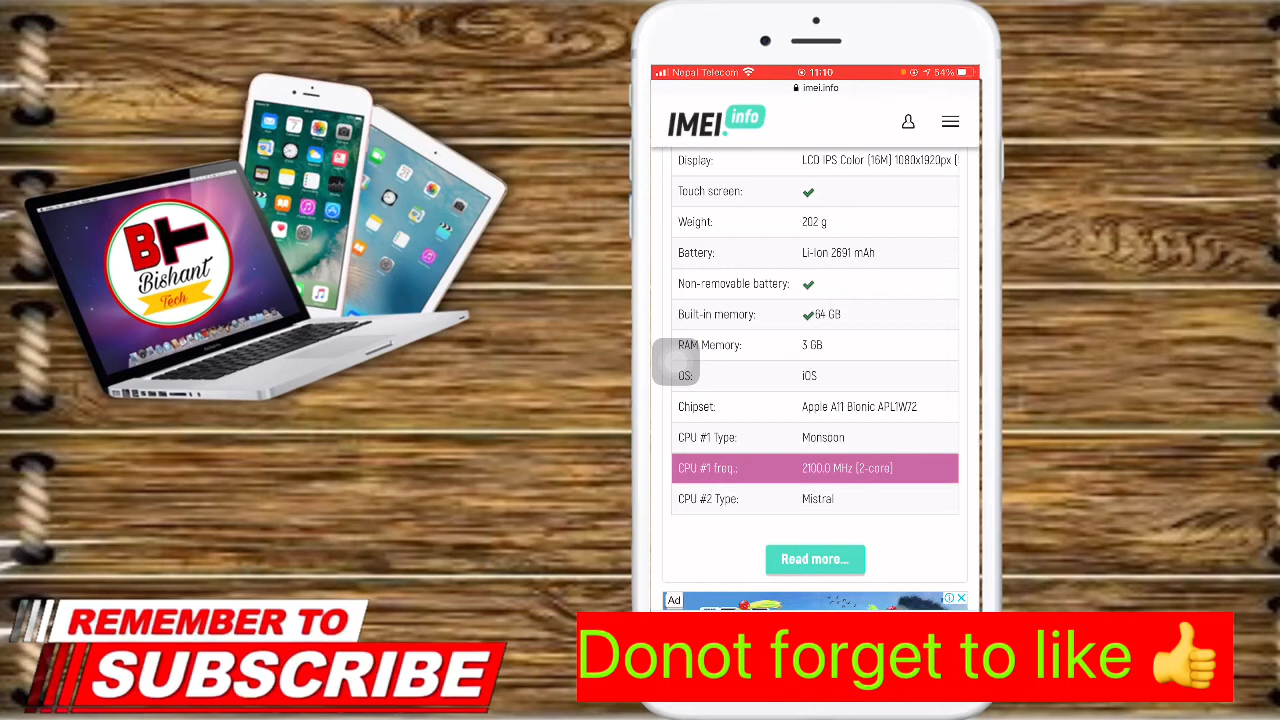 Nepal Telecom 11:10 54%
imei.info
IMEI.info
Display: LCD IPS Color (16M) 1080x1920px (
Touch screen:
Weight: 202 g
Battery: Li-Ion 2691 mAh
Non-removable battery:
Built-in memory: 64 GB
RAM Memory: 3 GB
OS: iOS
Chipset: Apple A11 Bionic APL1W72
CPU #1 Type: Monsoon
CPU #1 freq.: 2100.0 MHz (2-core)
CPU #2 Type: Mistral
Read more...
Ad
BT
Bishant
Tech
REMEMBER TO
SUBSCRIBE
Donot forget to like 👍